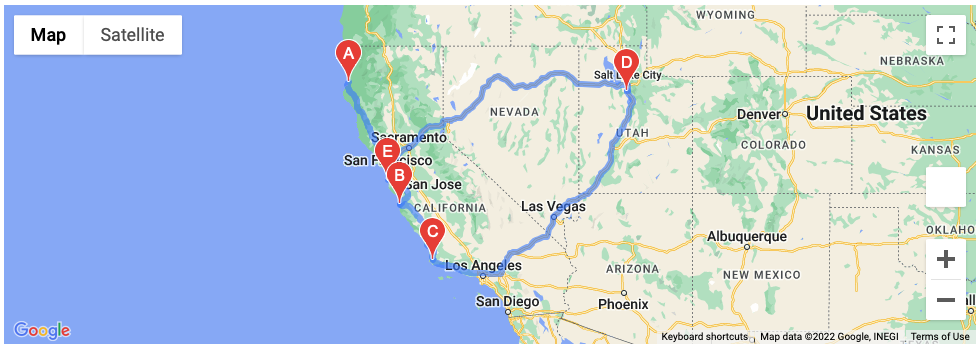 Map
Satellite
WYOMING
A
D
Salt Lake City
NEBRASKA
NEVADA
Denver
United States
UTAH
Sacramento
COLORADO
KANSAS
E
San Francisco
B
San Jose
CALIFORNIA
Las Vegas
C
Albuquerque
OKLAHO
Los Angeles
ARIZONA
NEW MEXICO
San Diego
Phoenix
Google
Keyboard shortcuts
Map data ©2022 Google, INEGI
Terms of Use